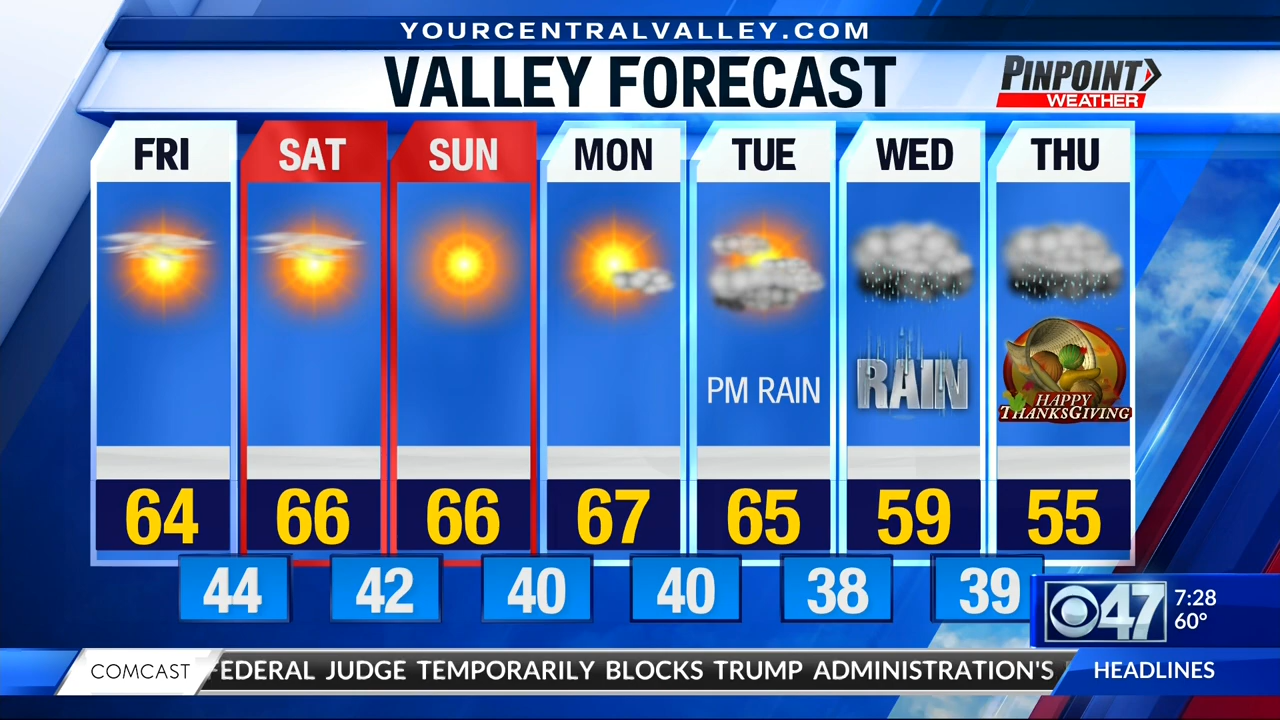 YOURCENTRALVALLEY.COM
VALLEY FORECAST
PINPOINT
WEATHER
FRI
SAT
SUN
MON
TUE
WED
THU
PM RAIN
RAIN
HAPPY
THANKSGIVING
64
66
66
67
65
59
55
44
42
40
40
38
39
47
7:28
60°
COMCAST
FEDERAL JUDGE TEMPORARILY BLOCKS TRUMP ADMINISTRATION'S
HEADLINES